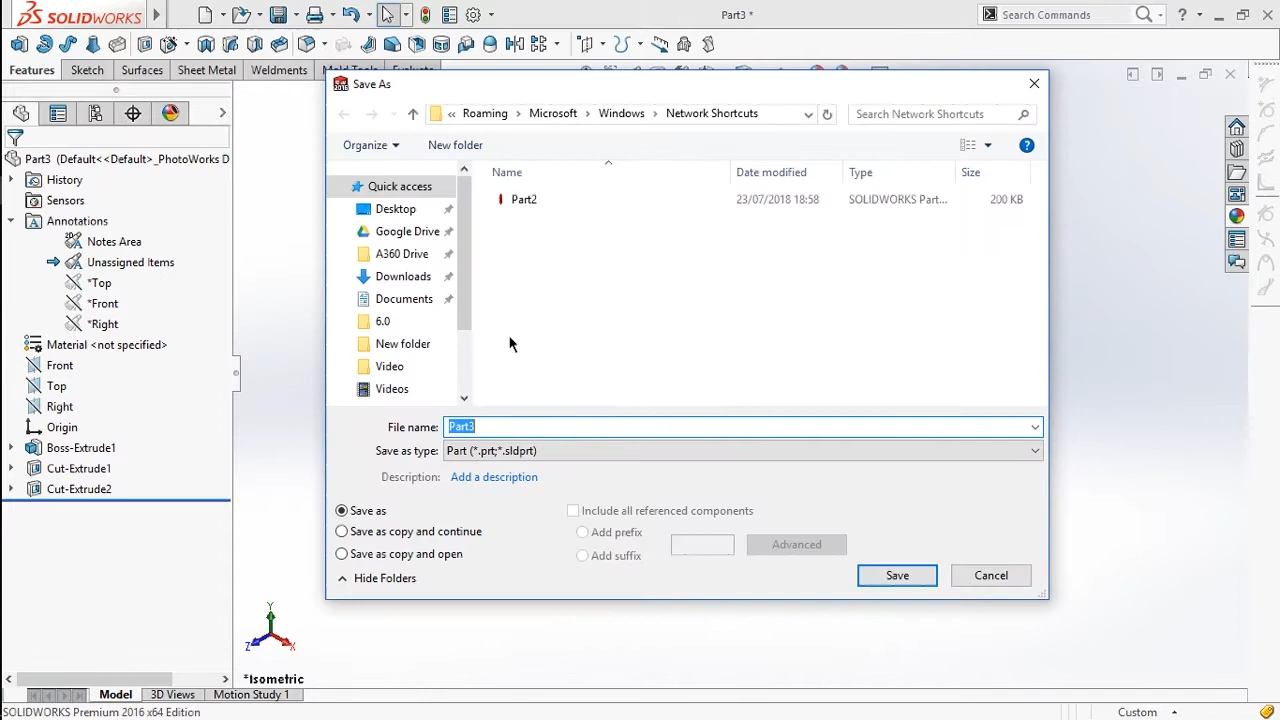 SOLIDWORKS
Part3 *
Search Commands
Features
Sketch
Surfaces
Sheet Metal
Weldments
Save As
Roaming
Microsoft
Windows
Network Shortcuts
Search Network Shortcuts
Organize
New folder
Part3 (Default<<Default>_PhotoWorks D
History
Sensors
Annotations
Notes Area
Unassigned Items
*Top
*Front
*Right
Material <not specified>
Front
Top
Right
Origin
Boss-Extrude1
Cut-Extrude1
Cut-Extrude2
Quick access
Desktop
Google Drive
A360 Drive
Downloads
Documents
6.0
New folder
Video
Videos
Name Date modified Type Size
Part2 23/07/2018 18:58 SOLIDWORKS Part... 200 KB
File name: Part3
Save as type: Part (*.prt;*.sldprt)
Description: Add a description
Save as
Save as copy and continue
Save as copy and open
Include all referenced components
Add prefix
Add suffix
Advanced
Hide Folders
Save
Cancel
Y
Z
X
*Isometric
Model
3D Views
Motion Study 1
SOLIDWORKS Premium 2016 x64 Edition
Custom